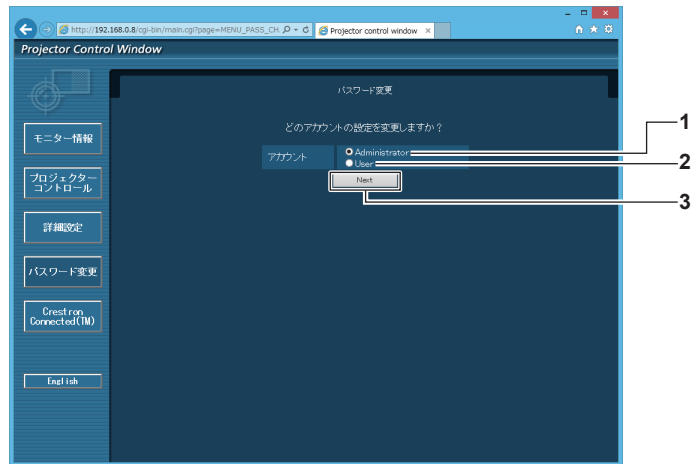 http://192.168.0.8/cgi-bin/main.cgi?page=MENU_PASS_CH
Projector control window
Projector Control Window
パスワード変更
どのアカウントの設定を変更しますか？
アカウント
Administrator
User
Next
モニター情報
プロジェクター
コントロール
詳細設定
パスワード変更
Crestron
Connected(TM)
English
1
2
3